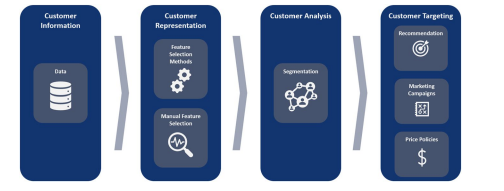 Customer
Information
Data
Customer
Representation
Feature
Selection
Methods
Manual Feature
Selection
Customer Analysis
Segmentation
Customer Targeting
Recommendation
Marketing
Campaigns
Price Policies
$